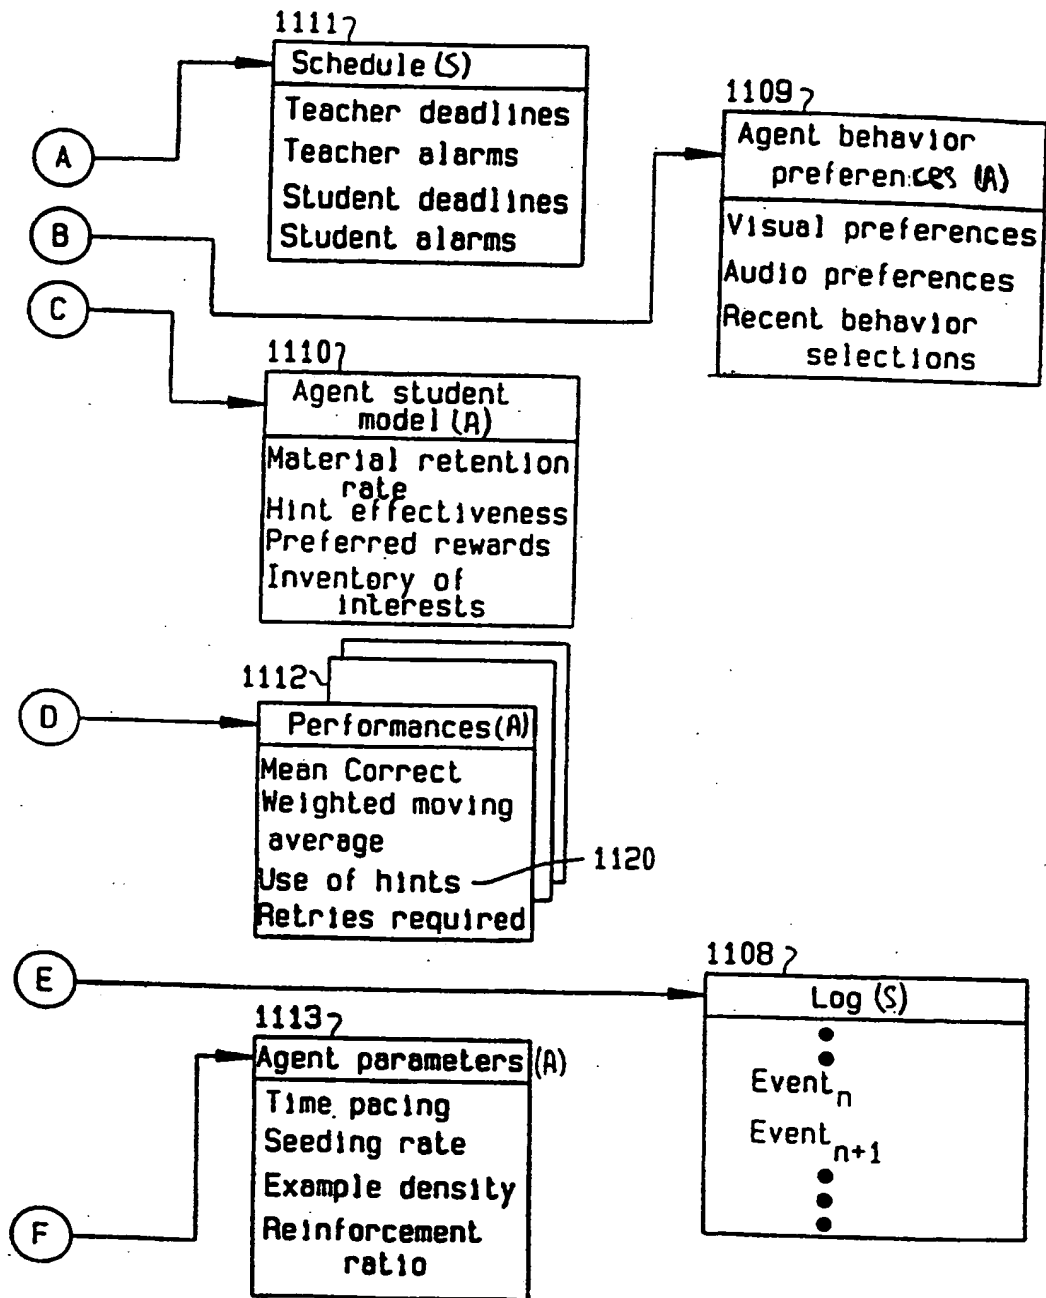 1111
Schedule (S)
Teacher deadlines
Teacher alarms
Student deadlines
Student alarms
A
B
C
1109
Agent behavior
preferences (A)
Visual preferences
Audio preferences
Recent behavior
selections
1110
Agent student
model (A)
Material retention
rate
Hint effectiveness
Preferred rewards
Inventory of
interests
1112
D
Performances (A)
Mean Correct
Weighted moving
average
Use of hints
1120
Retries required
E
1108
Log (S)
Event n
Event n+1
1113
Agent parameters (A)
Time pacing
Seeding rate
Example density
Reinforcement
ratio
F